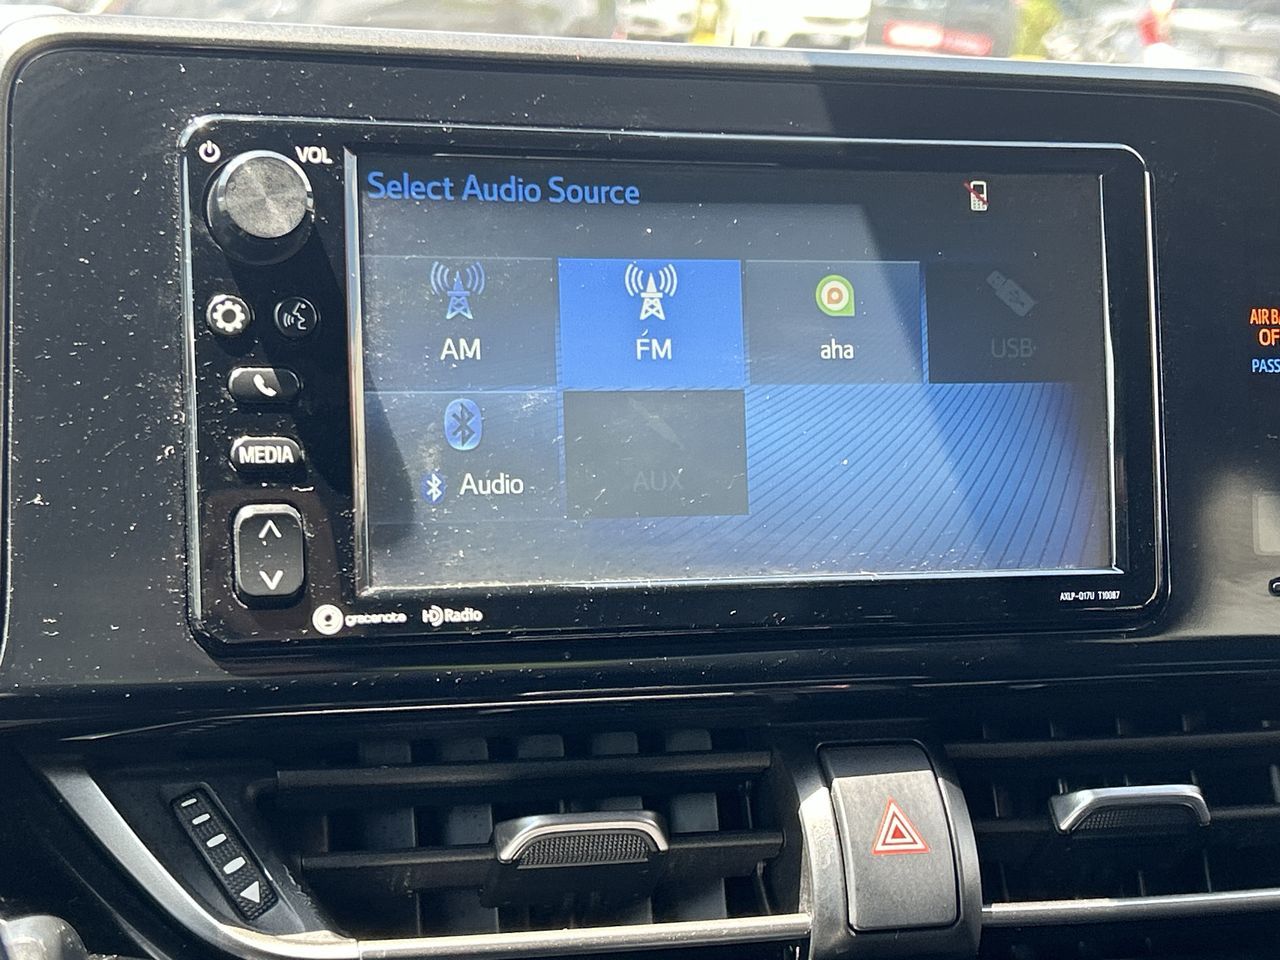 VOL
Select Audio Source
AM
FM
aha
USB
Audio
AUX
MEDIA
gracenote
HD Radio
AXLP-017U T10087
AIR BA
OF
PASS